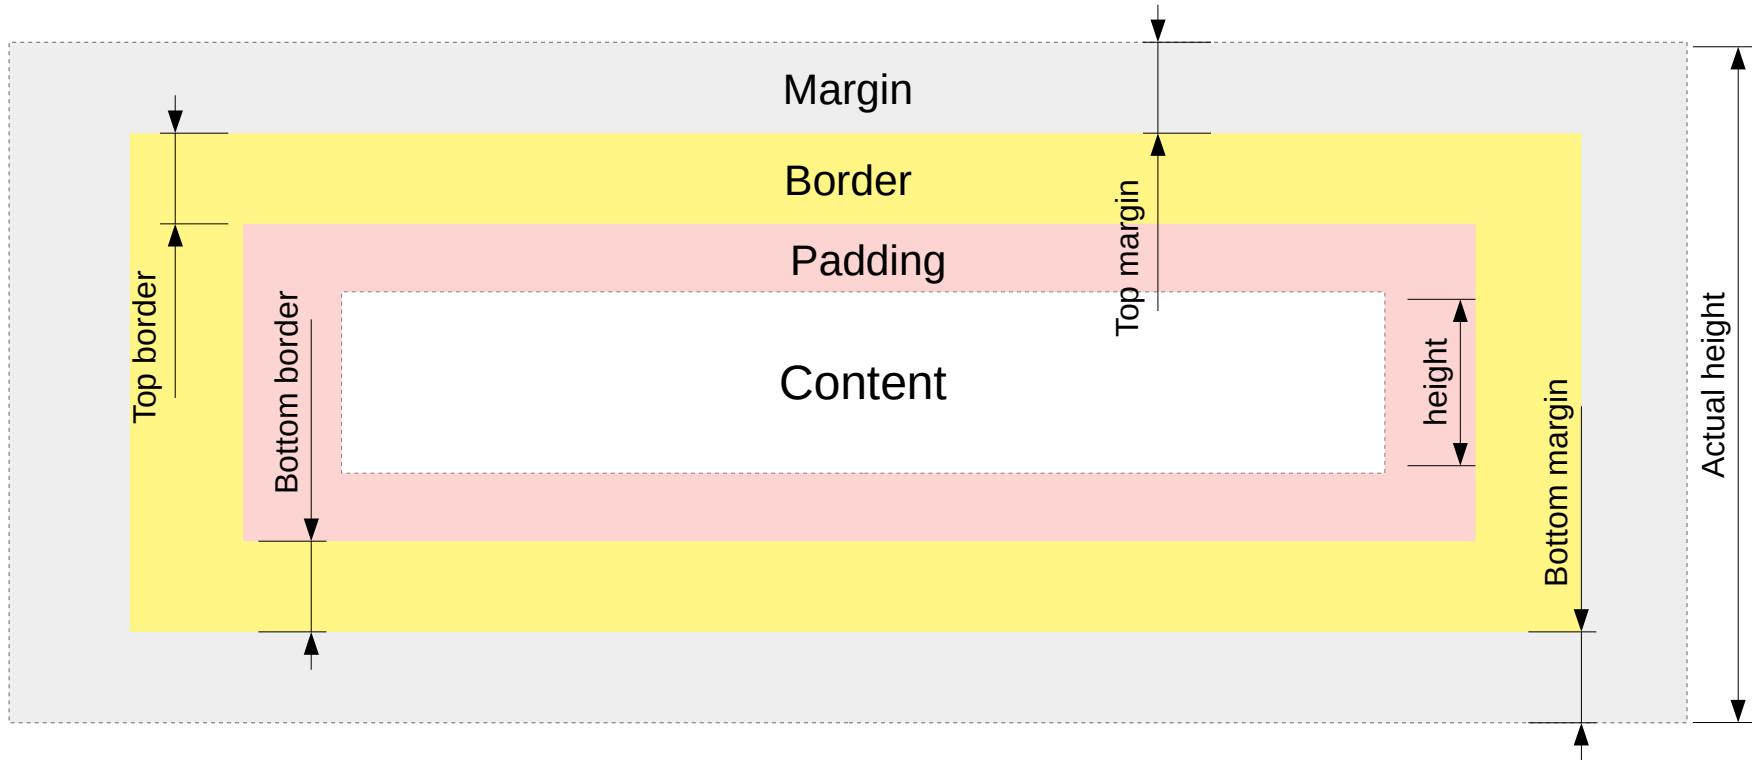 Margin
Border
Padding
Content
Top border
Bottom border
Top margin
height
Bottom margin
Actual height